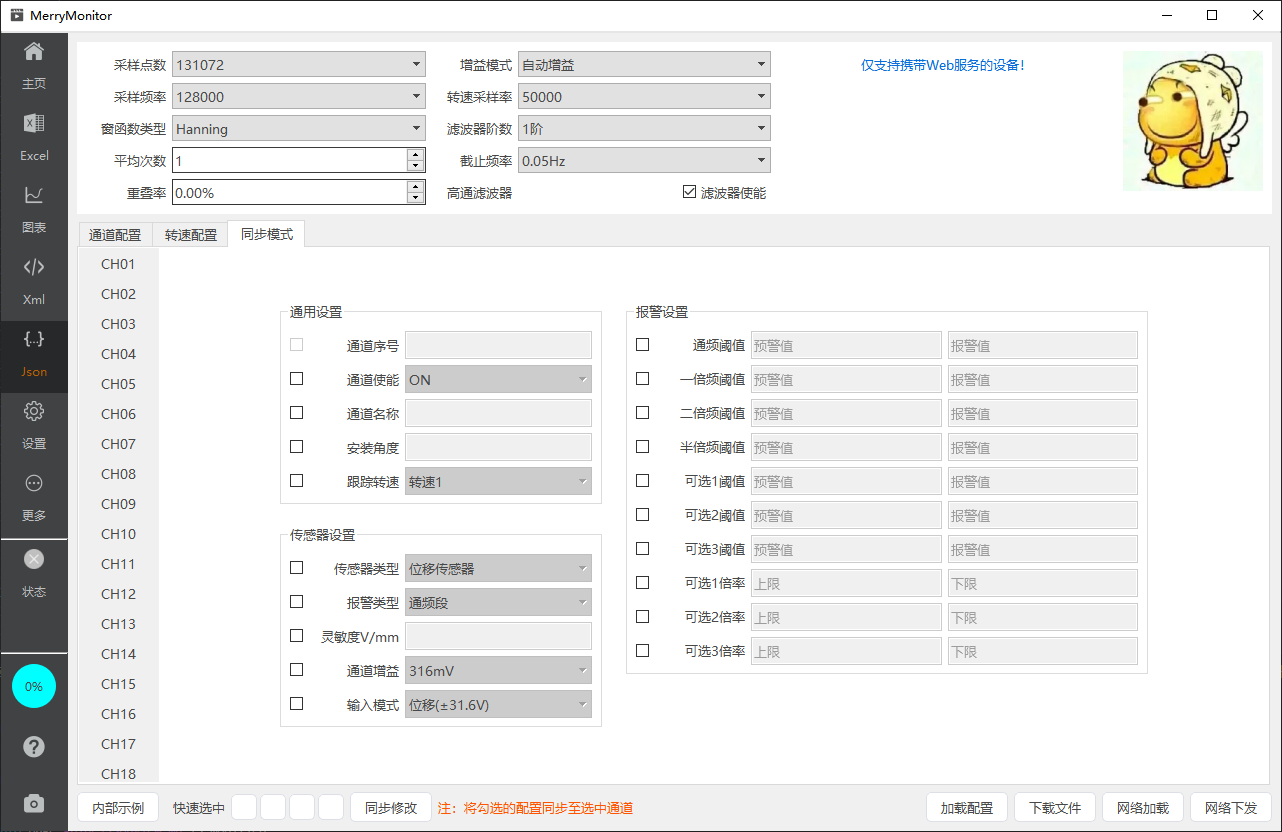 MerryMonitor
主页
Excel
图表
Xml
{...}
Json
设置
更多
状态
0%
采样点数 131072 增益模式 自动增益 仅支持携带Web服务的设备!
采样频率 128000 转速采样率 50000
窗函数类型 Hanning 滤波器阶数 1阶
平均次数 1 截止频率 0.05Hz
重叠率 0.00% 高通滤波器 滤波器使能
通道配置 转速配置 同步模式
CH01
CH02
CH03
CH04
CH05
CH06
CH07
CH08
CH09
CH10
CH11
CH12
CH13
CH14
CH15
CH16
CH17
CH18
通用设置
通道序号
通道使能 ON
通道名称
安装角度
跟踪转速 转速1
传感器设置
传感器类型 位移传感器
报警类型 通频段
灵敏度V/mm
通道增益 316mV
输入模式 位移(±31.6V)
报警设置
通频阈值 预警值 报警值
一倍频阈值 预警值 报警值
二倍频阈值 预警值 报警值
半倍频阈值 预警值 报警值
可选1阈值 预警值 报警值
可选2阈值 预警值 报警值
可选3阈值 预警值 报警值
可选1倍率 上限 下限
可选2倍率 上限 下限
可选3倍率 上限 下限
内部示例 快速选中 同步修改 注：将勾选的配置同步至选中通道 加载配置 下载文件 网络加载 网络下发